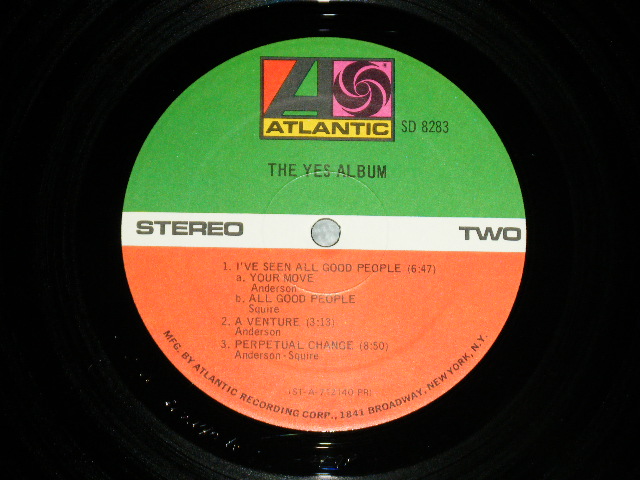 ATLANTIC
SD 8283
THE YES ALBUM
STEREO
TWO
1. I'VE SEEN ALL GOOD PEOPLE (6:47)
a. YOUR MOVE
Anderson
b. ALL GOOD PEOPLE
Squire
2. A VENTURE (3:13)
Anderson
3. PERPETUAL CHANGE (8:50)
Anderson - Squire
MFG. BY ATLANTIC RECORDING CORP., 1841 BROADWAY, NEW YORK, N.Y.